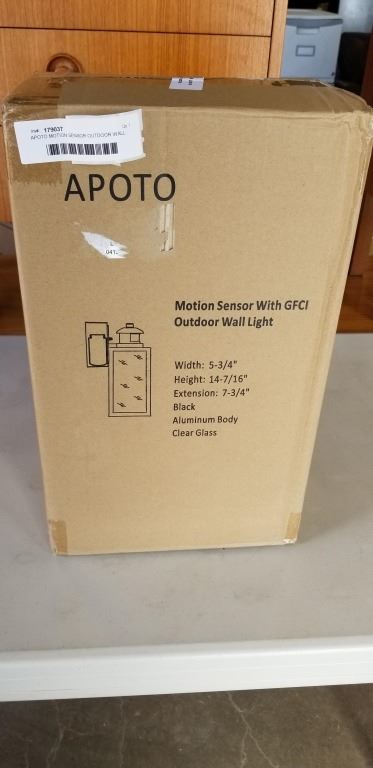 179037
APOTO MOTION SENSOR OUTDOOR WALL
APOTO
Motion Sensor With GFCI
Outdoor Wall Light
Width: 5-3/4"
Height: 14-7/16"
Extension: 7-3/4"
Black
Aluminum Body
Clear Glass